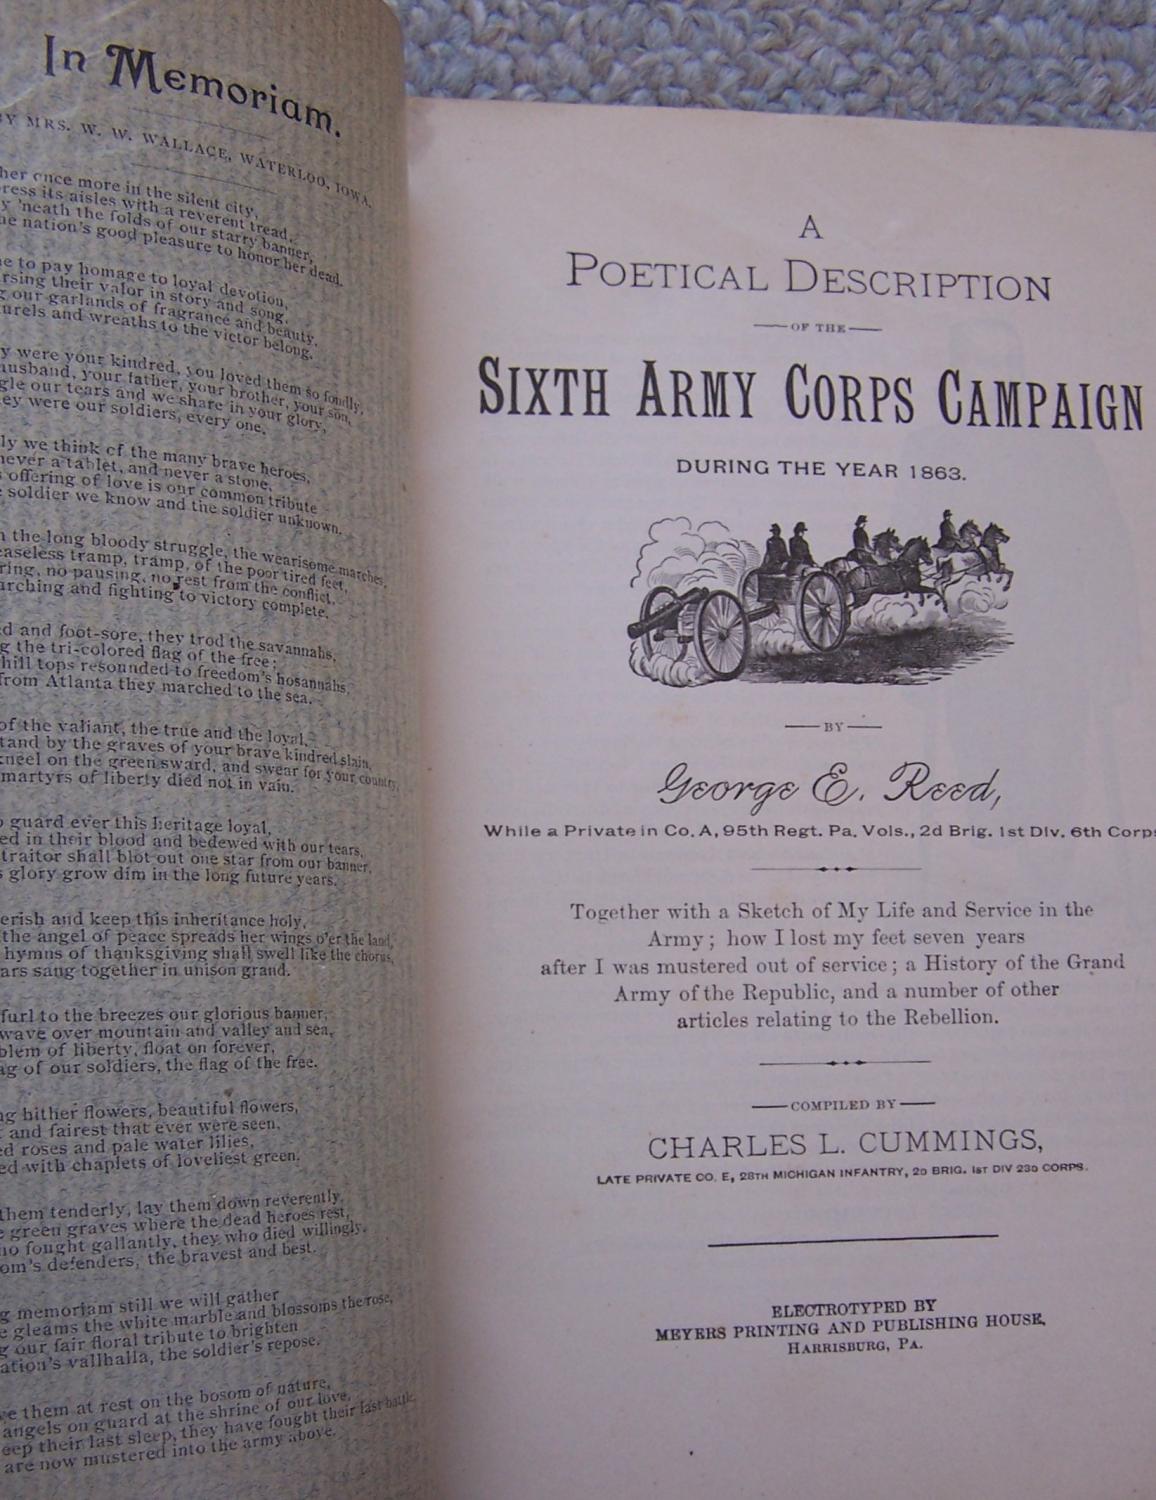 In Memoriam.
BY MRS. W. W. WALLACE, WATERLOO, IOWA.
her once more in the silent city,
ress its aisles with a reverent tread,
'neath the folds of our starry banner,
nation's good pleasure to honor her dead.
to pay homage to loyal devotion,
rsing their valor in story and song,
our garlands of fragrance and beauty,
urels and wreaths to the victor belong.
were your kindred, you loved them so fondly,
husband, your father, your brother, your son,
gle our tears and we share in your glory,
ey were our soldiers, every one.
ly we think of the many brave heroes,
never a tablet, and never a stone,
offering of love is our common tribute
soldier we know and the soldier unknown.
the long bloody struggle, the wearisome marches,
easeless tramp, tramp, of the poor tired feet,
ring, no pausing, no rest from the conflict,
arching and fighting to victory complete.
d and foot-sore, they trod the savannahs,
g the tri-colored flag of the free;
hill tops resounded to freedom's hosannahs,
from Atlanta they marched to the sea.
of the valiant, the true and the loyal,
tand by the graves of your brave kindred slain,
kneel on the green sward, and swear for your country,
martyrs of liberty died not in vain.
guard ever this heritage loyal,
ed in their blood and bedewed with our tears,
traitor shall blot out one star from our banner,
glory grow dim in the long future years.
erish and keep this inheritance holy,
the angel of peace spreads her wings o'er the land,
hymns of thanksgiving shall swell like the chorus,
ars sang together in unison grand.
furl to the breezes our glorious banner,
wave over mountain and valley and sea,
blem of liberty, float on forever,
ag of our soldiers, the flag of the free.
ng hither flowers, beautiful flowers,
and fairest that ever were seen,
ed roses and pale water lilies,
ed with chaplets of loveliest green.
them tenderly, lay them down reverently,
green graves where the dead heroes rest,
ho fought gallantly, they who died willingly,
om's defenders, the bravest and best.
g memoriam still we will gather
e gleams the white marble and blossoms the rose,
g our fair floral tribute to brighten
ation's vallhalla, the soldier's repose.
ve them at rest on the bosom of nature,
angels on guard at the shrine of our love,
eep their last sleep, they have fought their last battle,
are now mustered into the army above.
A
POETICAL DESCRIPTION
OF THE
SIXTH ARMY CORPS CAMPAIGN
DURING THE YEAR 1863.
BY
George E. Reed,
While a Private in Co. A, 95th Regt. Pa. Vols., 2d Brig. 1st Div. 6th Corps
Together with a Sketch of My Life and Service in the
Army; how I lost my feet seven years
after I was mustered out of service; a History of the Grand
Army of the Republic, and a number of other
articles relating to the Rebellion.
COMPILED BY
CHARLES L. CUMMINGS,
LATE PRIVATE CO. E, 28TH MICHIGAN INFANTRY, 2D BRIG. 1ST DIV 23D CORPS.
ELECTROTYPED BY
MEYERS PRINTING AND PUBLISHING HOUSE,
HARRISBURG, PA.